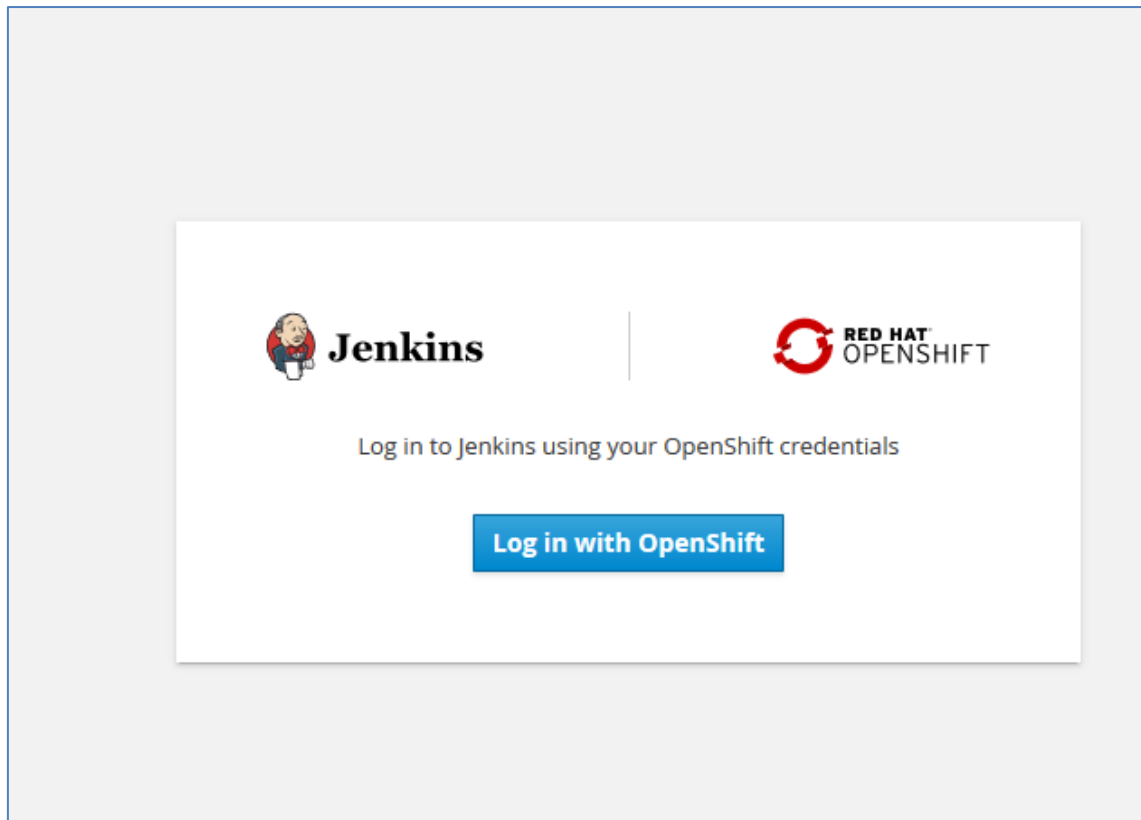 Jenkins
RED HAT
OPENSHIFT
Log in to Jenkins using your OpenShift credentials
Log in with OpenShift